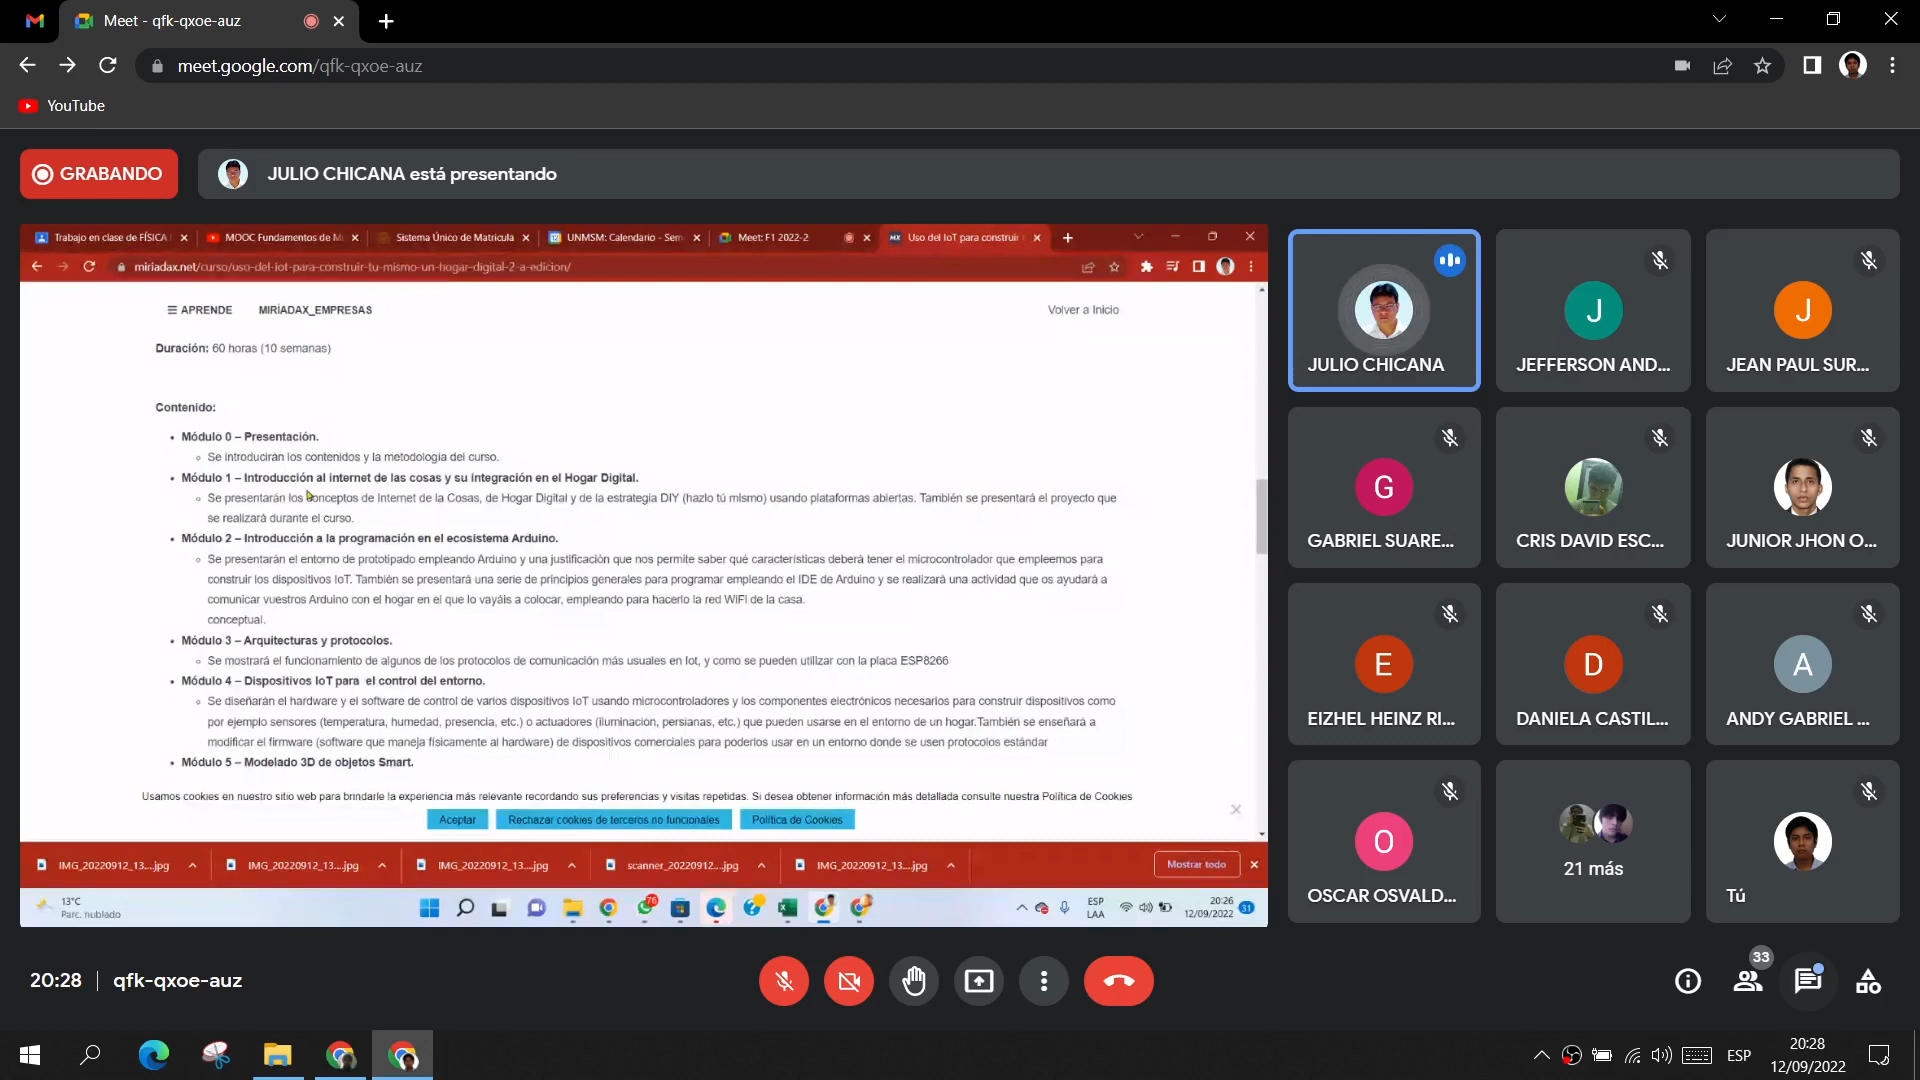 Meet - qfk-qxoe-auz
meet.google.com/qfk-qxoe-auz
YouTube
GRABANDO
JULIO CHICANA está presentando
Trabajo en clase de FÍSICA
MOOC Fundamentos de M
Sistema Único de Matricula
UNMSM: Calendario - Sem
Meet: F1 2022-2
MX Uso del IoT para construir
miriadax.net/curso/uso-del-iot-para-construir-tu-mismo-un-hogar-digital-2-a-edicion/
APRENDE
MIRÍADAX_EMPRESAS
Volver a Inicio
Duración: 60 horas (10 semanas)
Contenido:
• Módulo 0 – Presentación.
Se introducirán los contenidos y la metodología del curso.
• Módulo 1 – Introducción al internet de las cosas y su integración en el Hogar Digital.
Se presentarán los conceptos de Internet de la Cosas, de Hogar Digital y de la estrategia DIY (hazlo tú mismo) usando plataformas abiertas. También se presentará el proyecto que
se realizará durante el curso.
• Módulo 2 – Introducción a la programación en el ecosistema Arduino.
Se presentarán el entorno de prototipado empleando Arduino y una justificación que nos permite saber qué características deberá tener el microcontrolador que empleemos para
construir los dispositivos IoT. También se presentará una serie de principios generales para programar empleando el IDE de Arduino y se realizará una actividad que os ayudará a
comunicar vuestros Arduino con el hogar en el que lo vayáis a colocar, empleando para hacerlo la red WiFi de la casa.
conceptual.
• Módulo 3 – Arquitecturas y protocolos.
Se mostrará el funcionamiento de algunos de los protocolos de comunicación más usuales en Iot, y como se pueden utilizar con la placa ESP8266
• Módulo 4 – Dispositivos IoT para el control del entorno.
Se diseñarán el hardware y el software de control de varios dispositivos IoT usando microcontroladores y los componentes electrónicos necesarios para construir dispositivos como
por ejemplo sensores (temperatura, humedad, presencia, etc.) o actuadores (iluminación, persianas, etc.) que pueden usarse en el entorno de un hogar.También se enseñará a
modificar el firmware (software que maneja físicamente al hardware) de dispositivos comerciales para poderlos usar en un entorno donde se usen protocolos estándar
• Módulo 5 – Modelado 3D de objetos Smart.
Usamos cookies en nuestro sitio web para brindarle la experiencia más relevante recordando sus preferencias y visitas repetidas. Si desea obtener información más detallada consulte nuestra Política de Cookies
Aceptar
Rechazar cookies de terceros no funcionales
Política de Cookies
IMG_20220912_13....jpg
IMG_20220912_13....jpg
IMG_20220912_13....jpg
scanner_20220912...jpg
IMG_20220912_13....jpg
Mostrar todo
13°C
Parc. nublado
76
ESP
LAA
20:26
12/09/2022
31
JULIO CHICANA
J
JEFFERSON AND...
J
JEAN PAUL SUR...
G
GABRIEL SUARE...
CRIS DAVID ESC...
JUNIOR JHON O...
E
EIZHEL HEINZ RI...
D
DANIELA CASTIL...
A
ANDY GABRIEL ...
O
OSCAR OSVALD...
21 más
Tú
20:28
qfk-qxoe-auz
33
ESP
20:28
12/09/2022